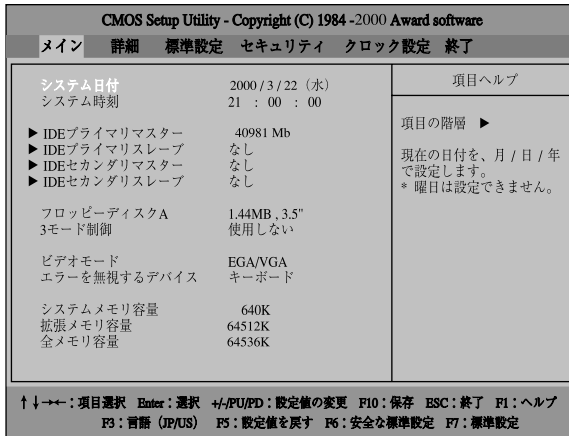 CMOS Setup Utility - Copyright (C) 1984 -2000 Award software
メイン 詳細 標準設定 セキュリティ クロック設定 終了
システム日付 2000 / 3 / 22（水）
システム時刻 21 : 00 : 00
▶ IDEプライマリマスター 40981 Mb
▶ IDEプライマリスレーブ なし
▶ IDEセカンダリマスター なし
▶ IDEセカンダリスレーブ なし
フロッピーディスクA 1.44MB , 3.5"
3モード制御 使用しない
ビデオモード EGA/VGA
エラーを無視するデバイス キーボード
システムメモリ容量 640K
拡張メモリ容量 64512K
全メモリ容量 64536K
項目ヘルプ
項目の階層 ▶
現在の日付を、月 / 日 / 年
で設定します。
* 曜日は設定できません。
↑↓→←：項目選択 Enter：選択 +/-/PU/PD：設定値の変更 F10：保存 ESC：終了 F1：ヘルプ
F3：言語（JP/US） F5：設定値を戻す F6：安全な標準設定 F7：標準設定